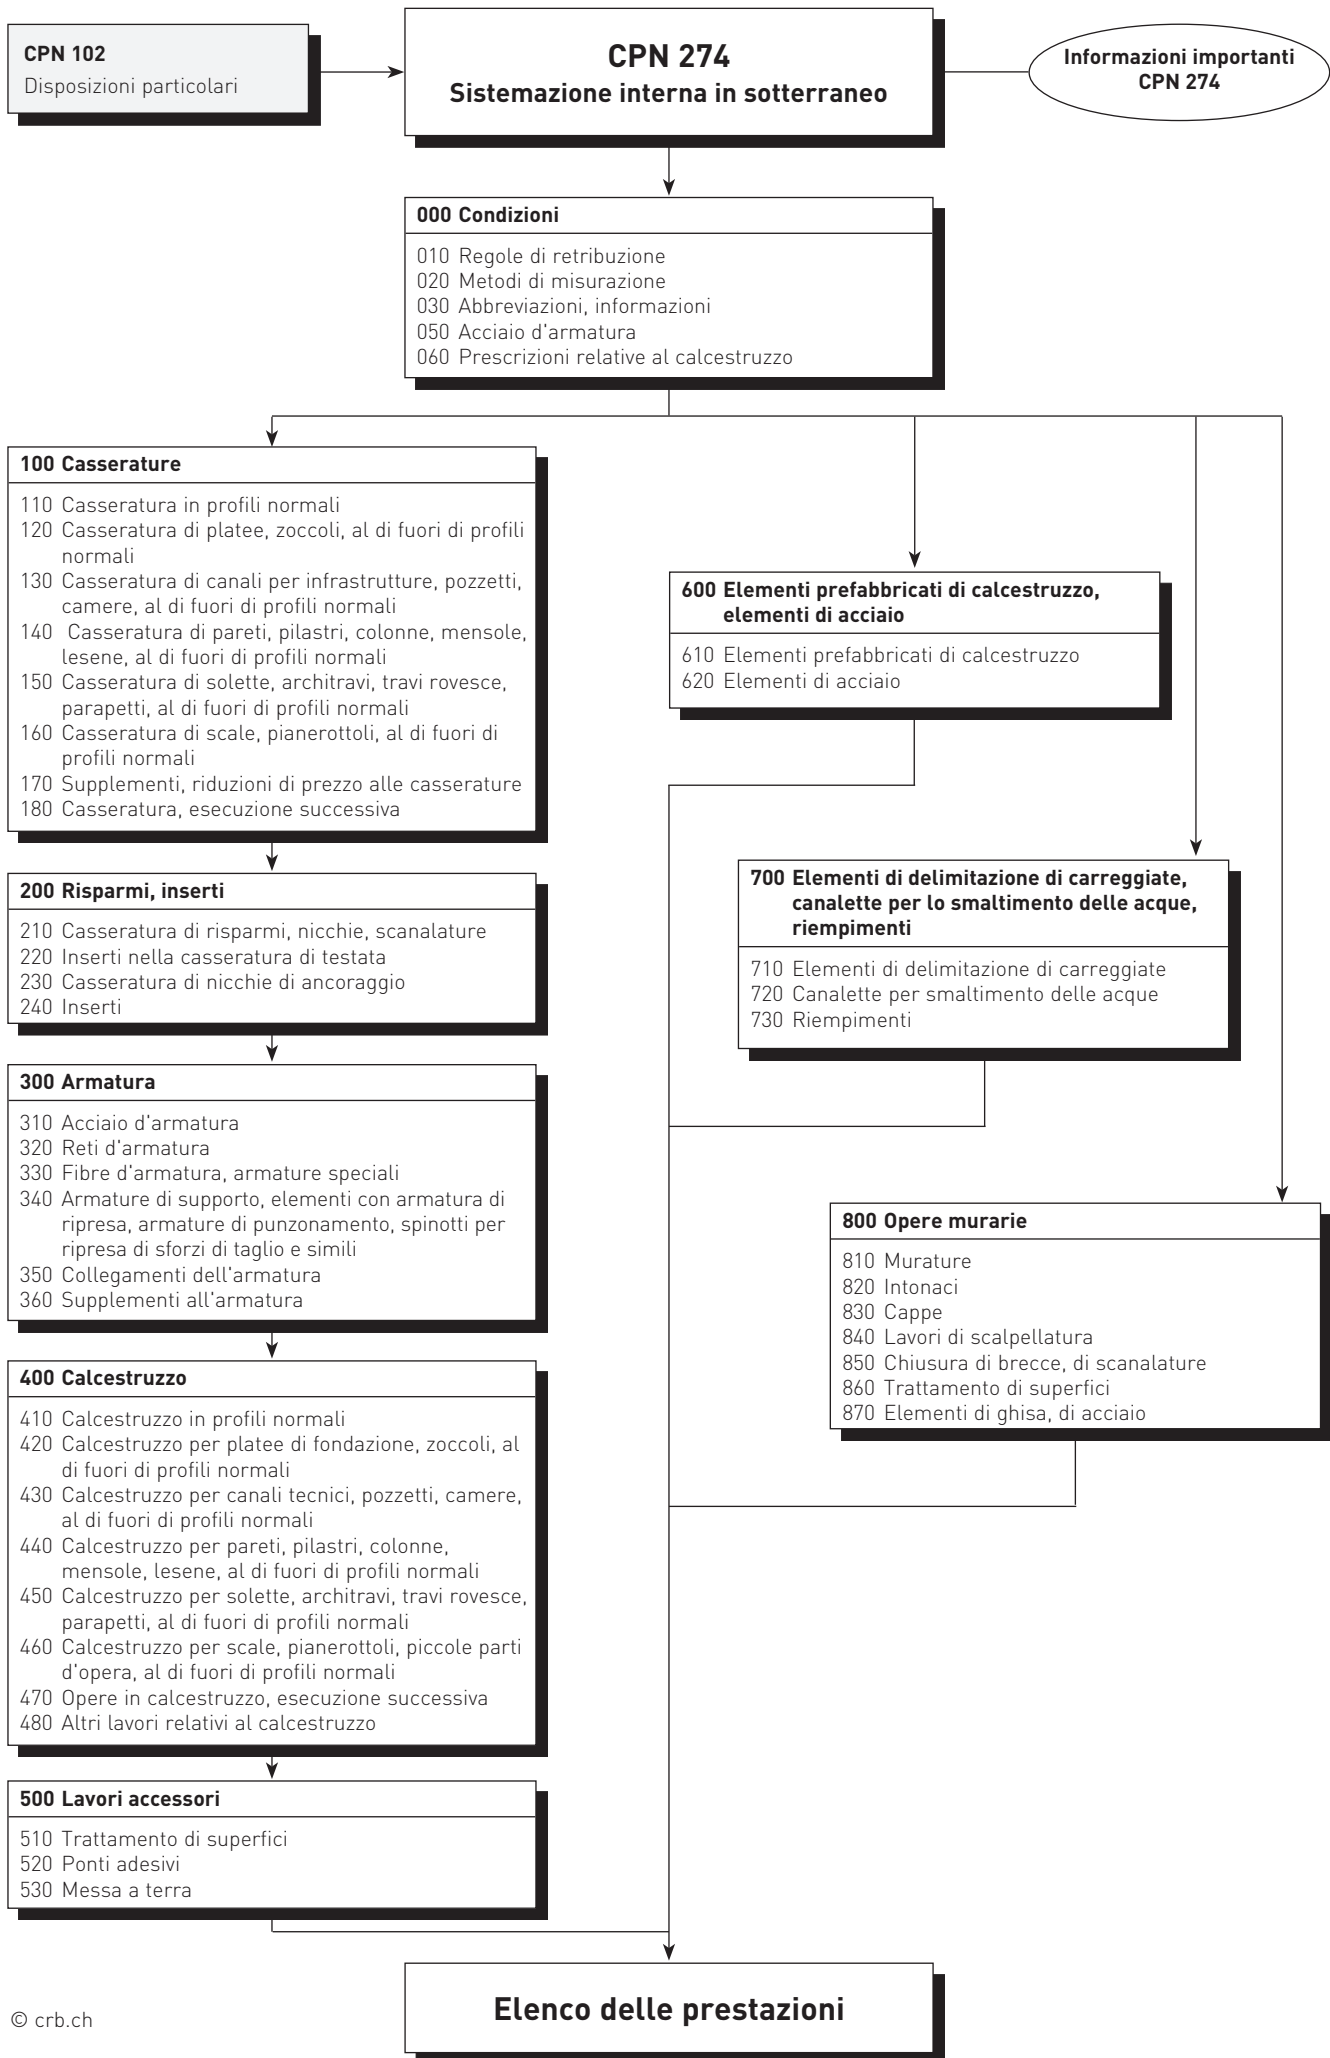 CPN 102
Disposizioni particolari
CPN 274
Sistemazione interna in sotterraneo
Informazioni importanti
CPN 274
000 Condizioni
010 Regole di retribuzione
020 Metodi di misurazione
030 Abbreviazioni, informazioni
050 Acciaio d'armatura
060 Prescrizioni relative al calcestruzzo
100 Casserature
110 Casseratura in profili normali
120 Casseratura di platee, zoccoli, al di fuori di profili
normali
130 Casseratura di canali per infrastrutture, pozzetti,
camere, al di fuori di profili normali
140 Casseratura di pareti, pilastri, colonne, mensole,
lesene, al di fuori di profili normali
150 Casseratura di solette, architravi, travi rovesce,
parapetti, al di fuori di profili normali
160 Casseratura di scale, pianerottoli, al di fuori di
profili normali
170 Supplementi, riduzioni di prezzo alle casserature
180 Casseratura, esecuzione successiva
200 Risparmi, inserti
210 Casseratura di risparmi, nicchie, scanalature
220 Inserti nella casseratura di testata
230 Casseratura di nicchie di ancoraggio
240 Inserti
300 Armatura
310 Acciaio d'armatura
320 Reti d'armatura
330 Fibre d'armatura, armature speciali
340 Armature di supporto, elementi con armatura di
ripresa, armature di punzonamento, spinotti per
ripresa di sforzi di taglio e simili
350 Collegamenti dell'armatura
360 Supplementi all'armatura
400 Calcestruzzo
410 Calcestruzzo in profili normali
420 Calcestruzzo per platee di fondazione, zoccoli, al
di fuori di profili normali
430 Calcestruzzo per canali tecnici, pozzetti, camere,
al di fuori di profili normali
440 Calcestruzzo per pareti, pilastri, colonne,
mensole, lesene, al di fuori di profili normali
450 Calcestruzzo per solette, architravi, travi rovesce,
parapetti, al di fuori di profili normali
460 Calcestruzzo per scale, pianerottoli, piccole parti
d'opera, al di fuori di profili normali
470 Opere in calcestruzzo, esecuzione successiva
480 Altri lavori relativi al calcestruzzo
500 Lavori accessori
510 Trattamento di superfici
520 Ponti adesivi
530 Messa a terra
600 Elementi prefabbricati di calcestruzzo,
elementi di acciaio
610 Elementi prefabbricati di calcestruzzo
620 Elementi di acciaio
700 Elementi di delimitazione di carreggiate,
canalette per lo smaltimento delle acque,
riempimenti
710 Elementi di delimitazione di carreggiate
720 Canalette per smaltimento delle acque
730 Riempimenti
800 Opere murarie
810 Murature
820 Intonaci
830 Cappe
840 Lavori di scalpellatura
850 Chiusura di brecce, di scanalature
860 Trattamento di superfici
870 Elementi di ghisa, di acciaio
Elenco delle prestazioni
© crb.ch